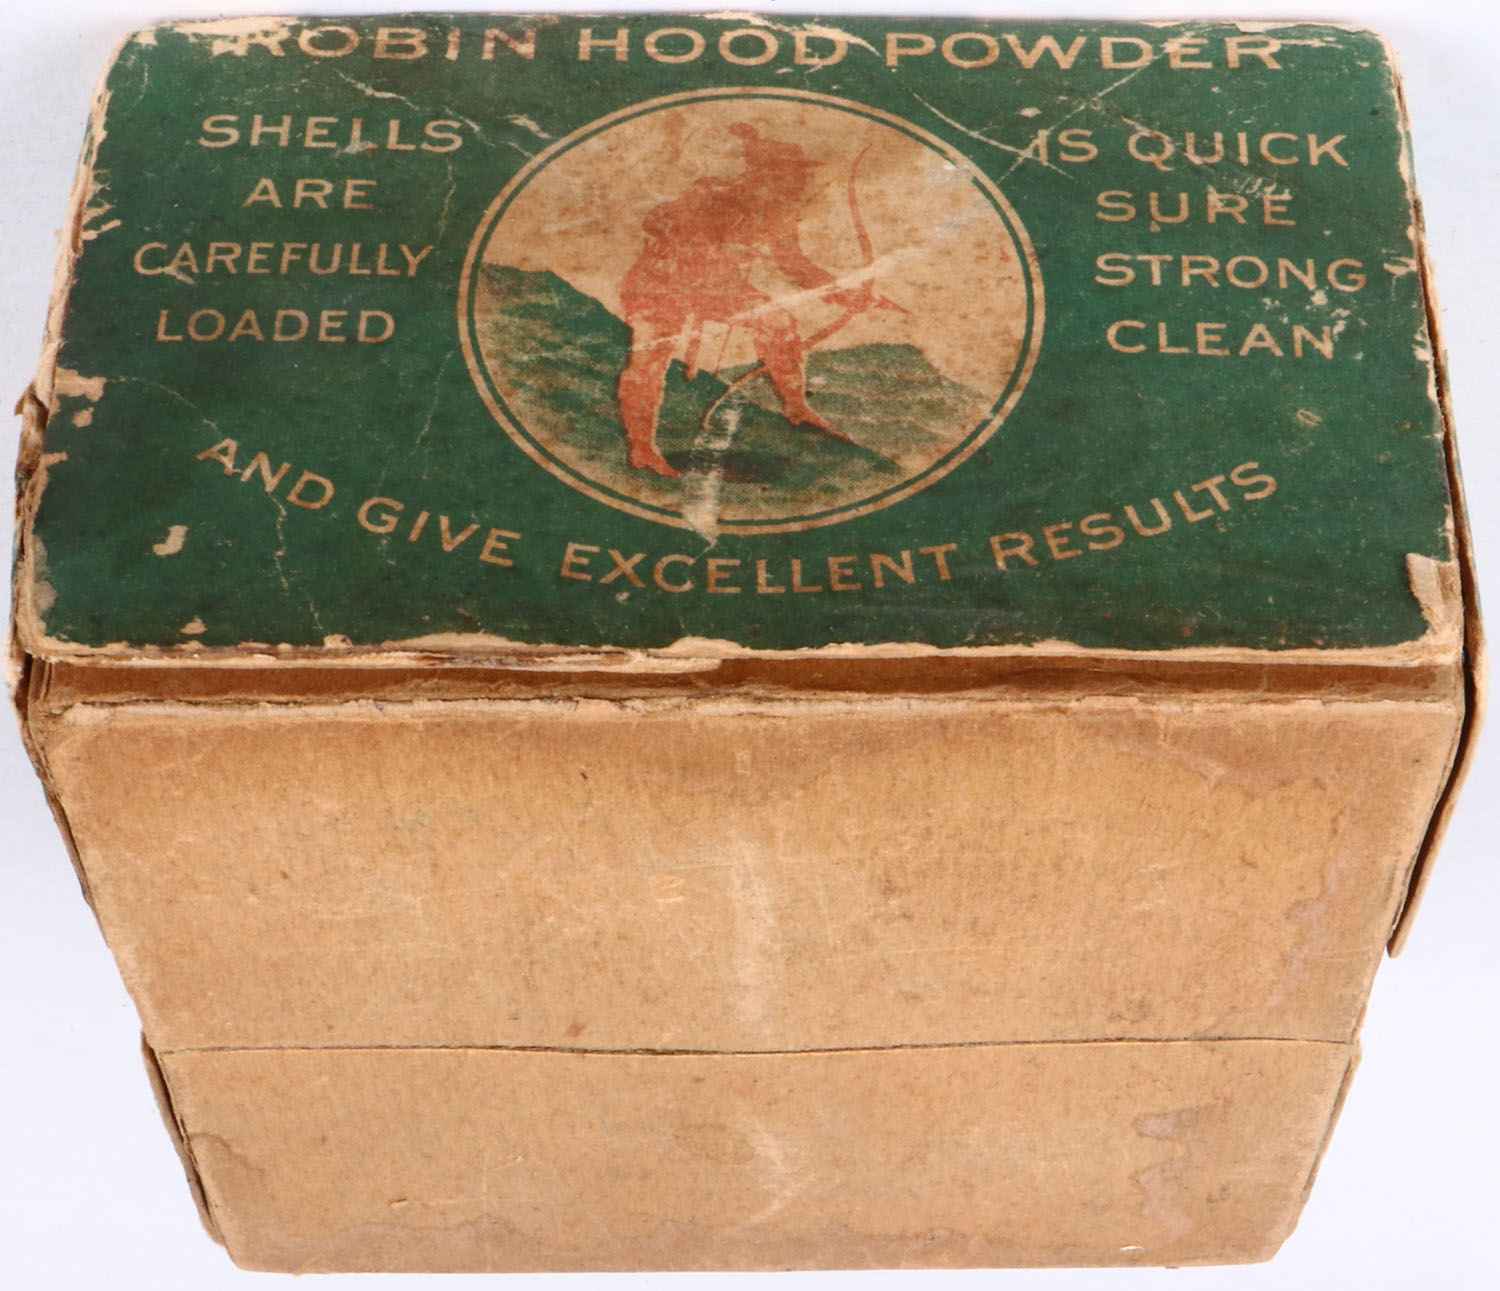 ROBIN HOOD POWDER
SHELLS
ARE
CAREFULLY
LOADED
IS QUICK
SURE
STRONG
CLEAN
AND GIVE EXCELLENT RESULTS